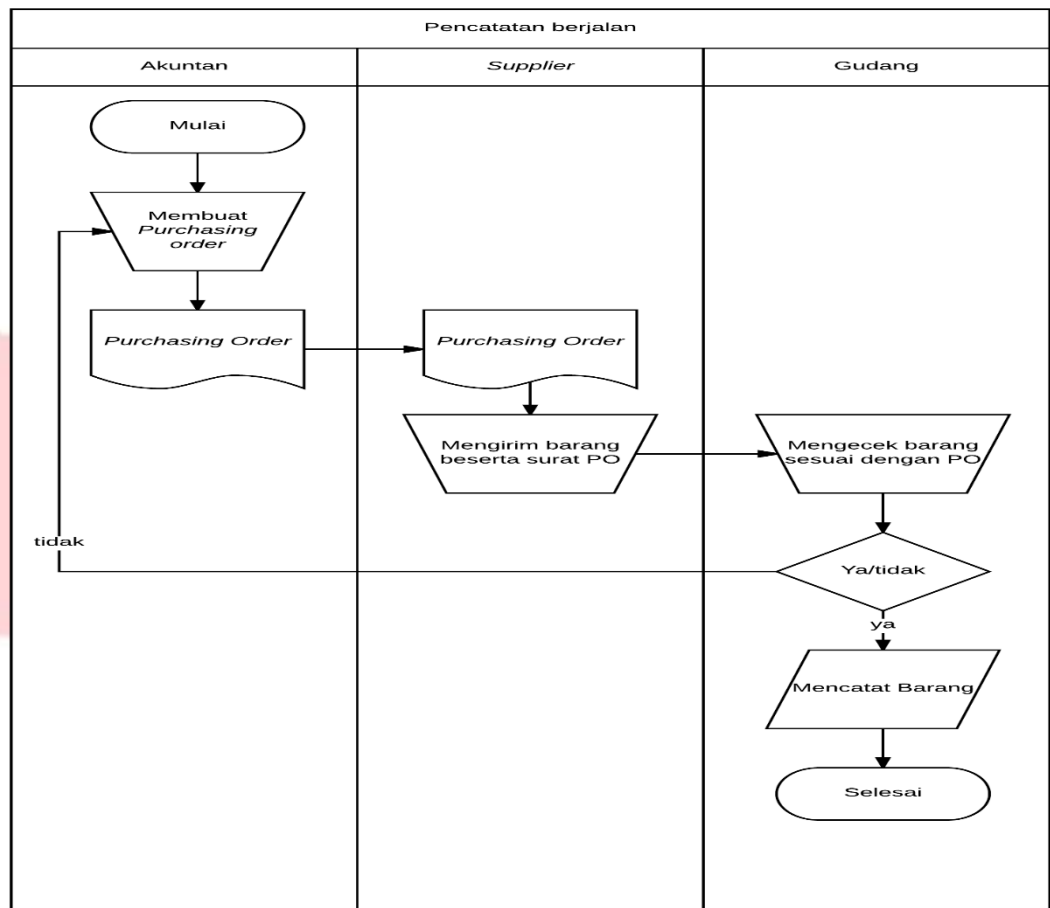 Pencatatan berjalan
Akuntan
Supplier
Gudang
Mulai
Membuat
Purchasing
order
Purchasing Order
Purchasing Order
Mengirim barang
beserta surat PO
Mengecek barang
sesuai dengan PO
tidak
Ya/tidak
ya
Mencatat Barang
Selesai